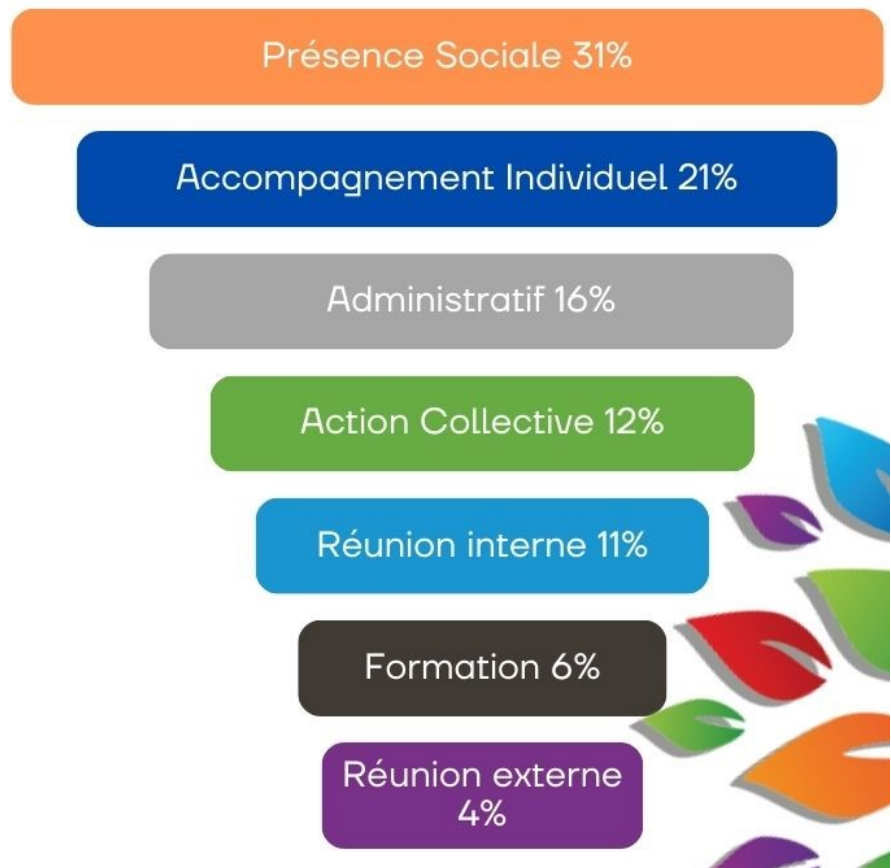 Présence Sociale 31%
Accompagnement Individuel 21%
Administratif 16%
Action Collective 12%
Réunion interne 11%
Formation 6%
Réunion externe
4%